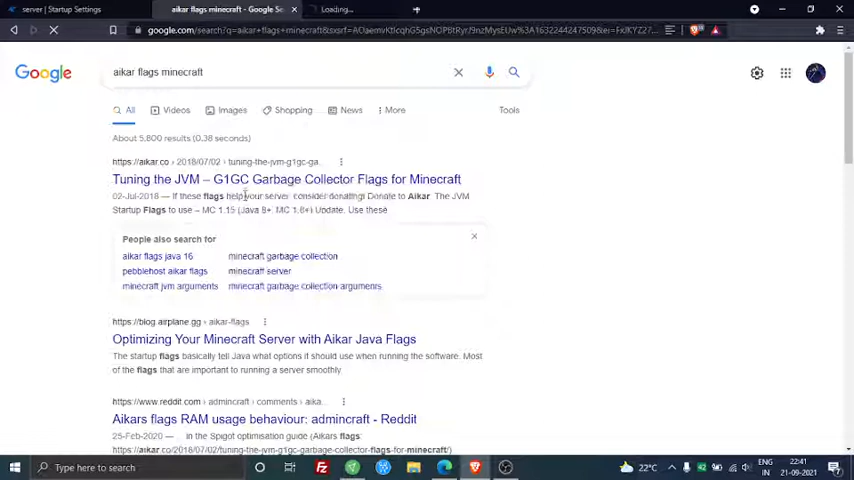 server | Startup Settings
aikar flags minecraft - Google Se
Loading...
google.com/search?q=aikar+flags+minecraft&
Google
aikar flags minecraft
All
Videos
Images
Shopping
News
More
Tools
About 5,800 results (0.38 seconds)
https://aikar.co › 2018/07/02 › tuning-the-jvm-g1gc-ga...
Tuning the JVM – G1GC Garbage Collector Flags for Minecraft
02-Jul-2018 — If these flags help your server, consider donating! Donate to Aikar. The JVM
Startup Flags to use – MC 1.15 (Java 8+, MC 1.8+) Update. Use these
People also search for
aikar flags java 16
minecraft garbage collection
pebblehost aikar flags
minecraft server
minecraft jvm arguments
minecraft garbage collection arguments
https://blog.airplane.gg › aikar-flags
Optimizing Your Minecraft Server with Aikar Java Flags
The startup flags basically tell Java what options it should use when running the software. Most
of the flags that are important to running a server smoothly
https://www.reddit.com › admincraft › comments › aika...
Aikars flags RAM usage behaviour: admincraft - Reddit
25-Feb-2020 — in the Spigot optimisation guide (Aikars flags:
https://aikar.co/2018/07/02/tuning-the-jvm-g1gc-garbage-collector-flags-for-minecraft/)
Type here to search
22°C
ENG
IN
22:41
21-09-2021